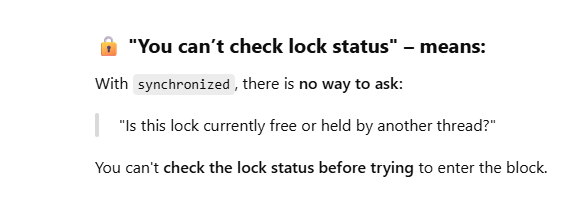 🔒 "You can’t check lock status" – means:
With synchronized, there is no way to ask:
"Is this lock currently free or held by another thread?"
You can't check the lock status before trying to enter the block.